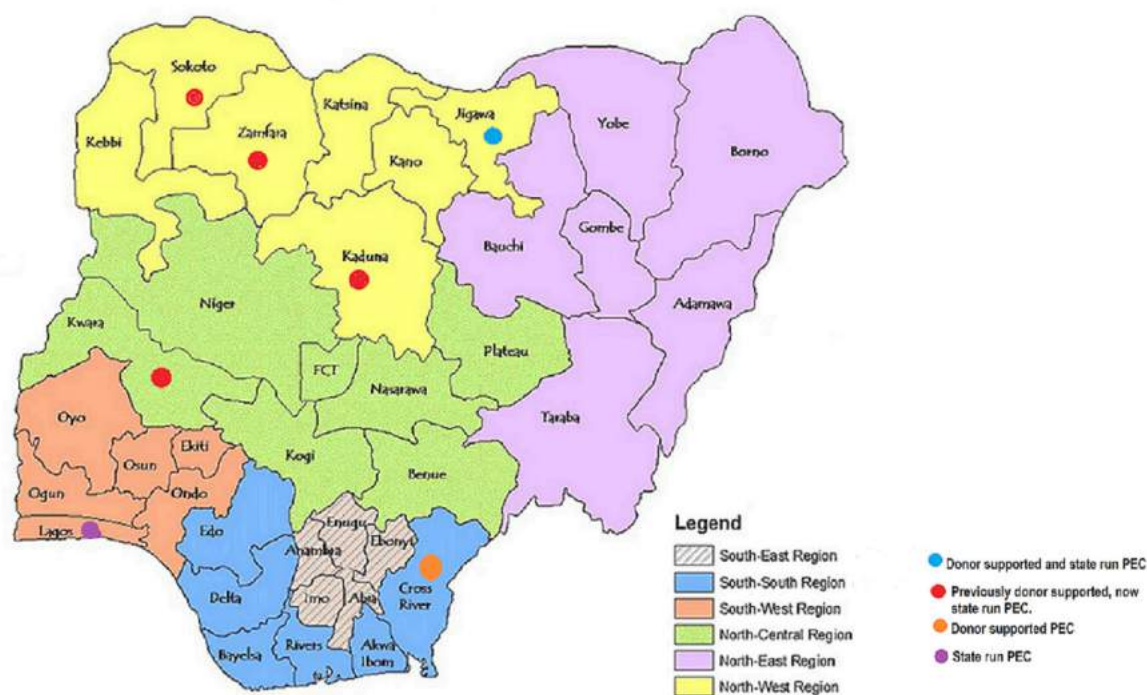 Sokoto
Katsina
Jigawa
Yobe
Zamfara
Kebbi
Kano
Borno
Gombe
Bauchi
Kaduna
Adamawa
Niger
Kwara
Plateau
FCT
Nasarawa
Taraba
Oyo
Ekiti
Osun
Kogi
Benue
Ogun
Ondo
Lagos
Edo
Enugu
Anambra
Ebonyi
Cross
River
Delta
Imo
Abia
Rivers
Akwa
Ibom
Bayelsa
Legend
South-East Region
South-South Region
South-West Region
North-Central Region
North-East Region
North-West Region
Donor supported and state run PEC
Previously donor supported, now
state run PEC.
Donor supported PEC
State run PEC